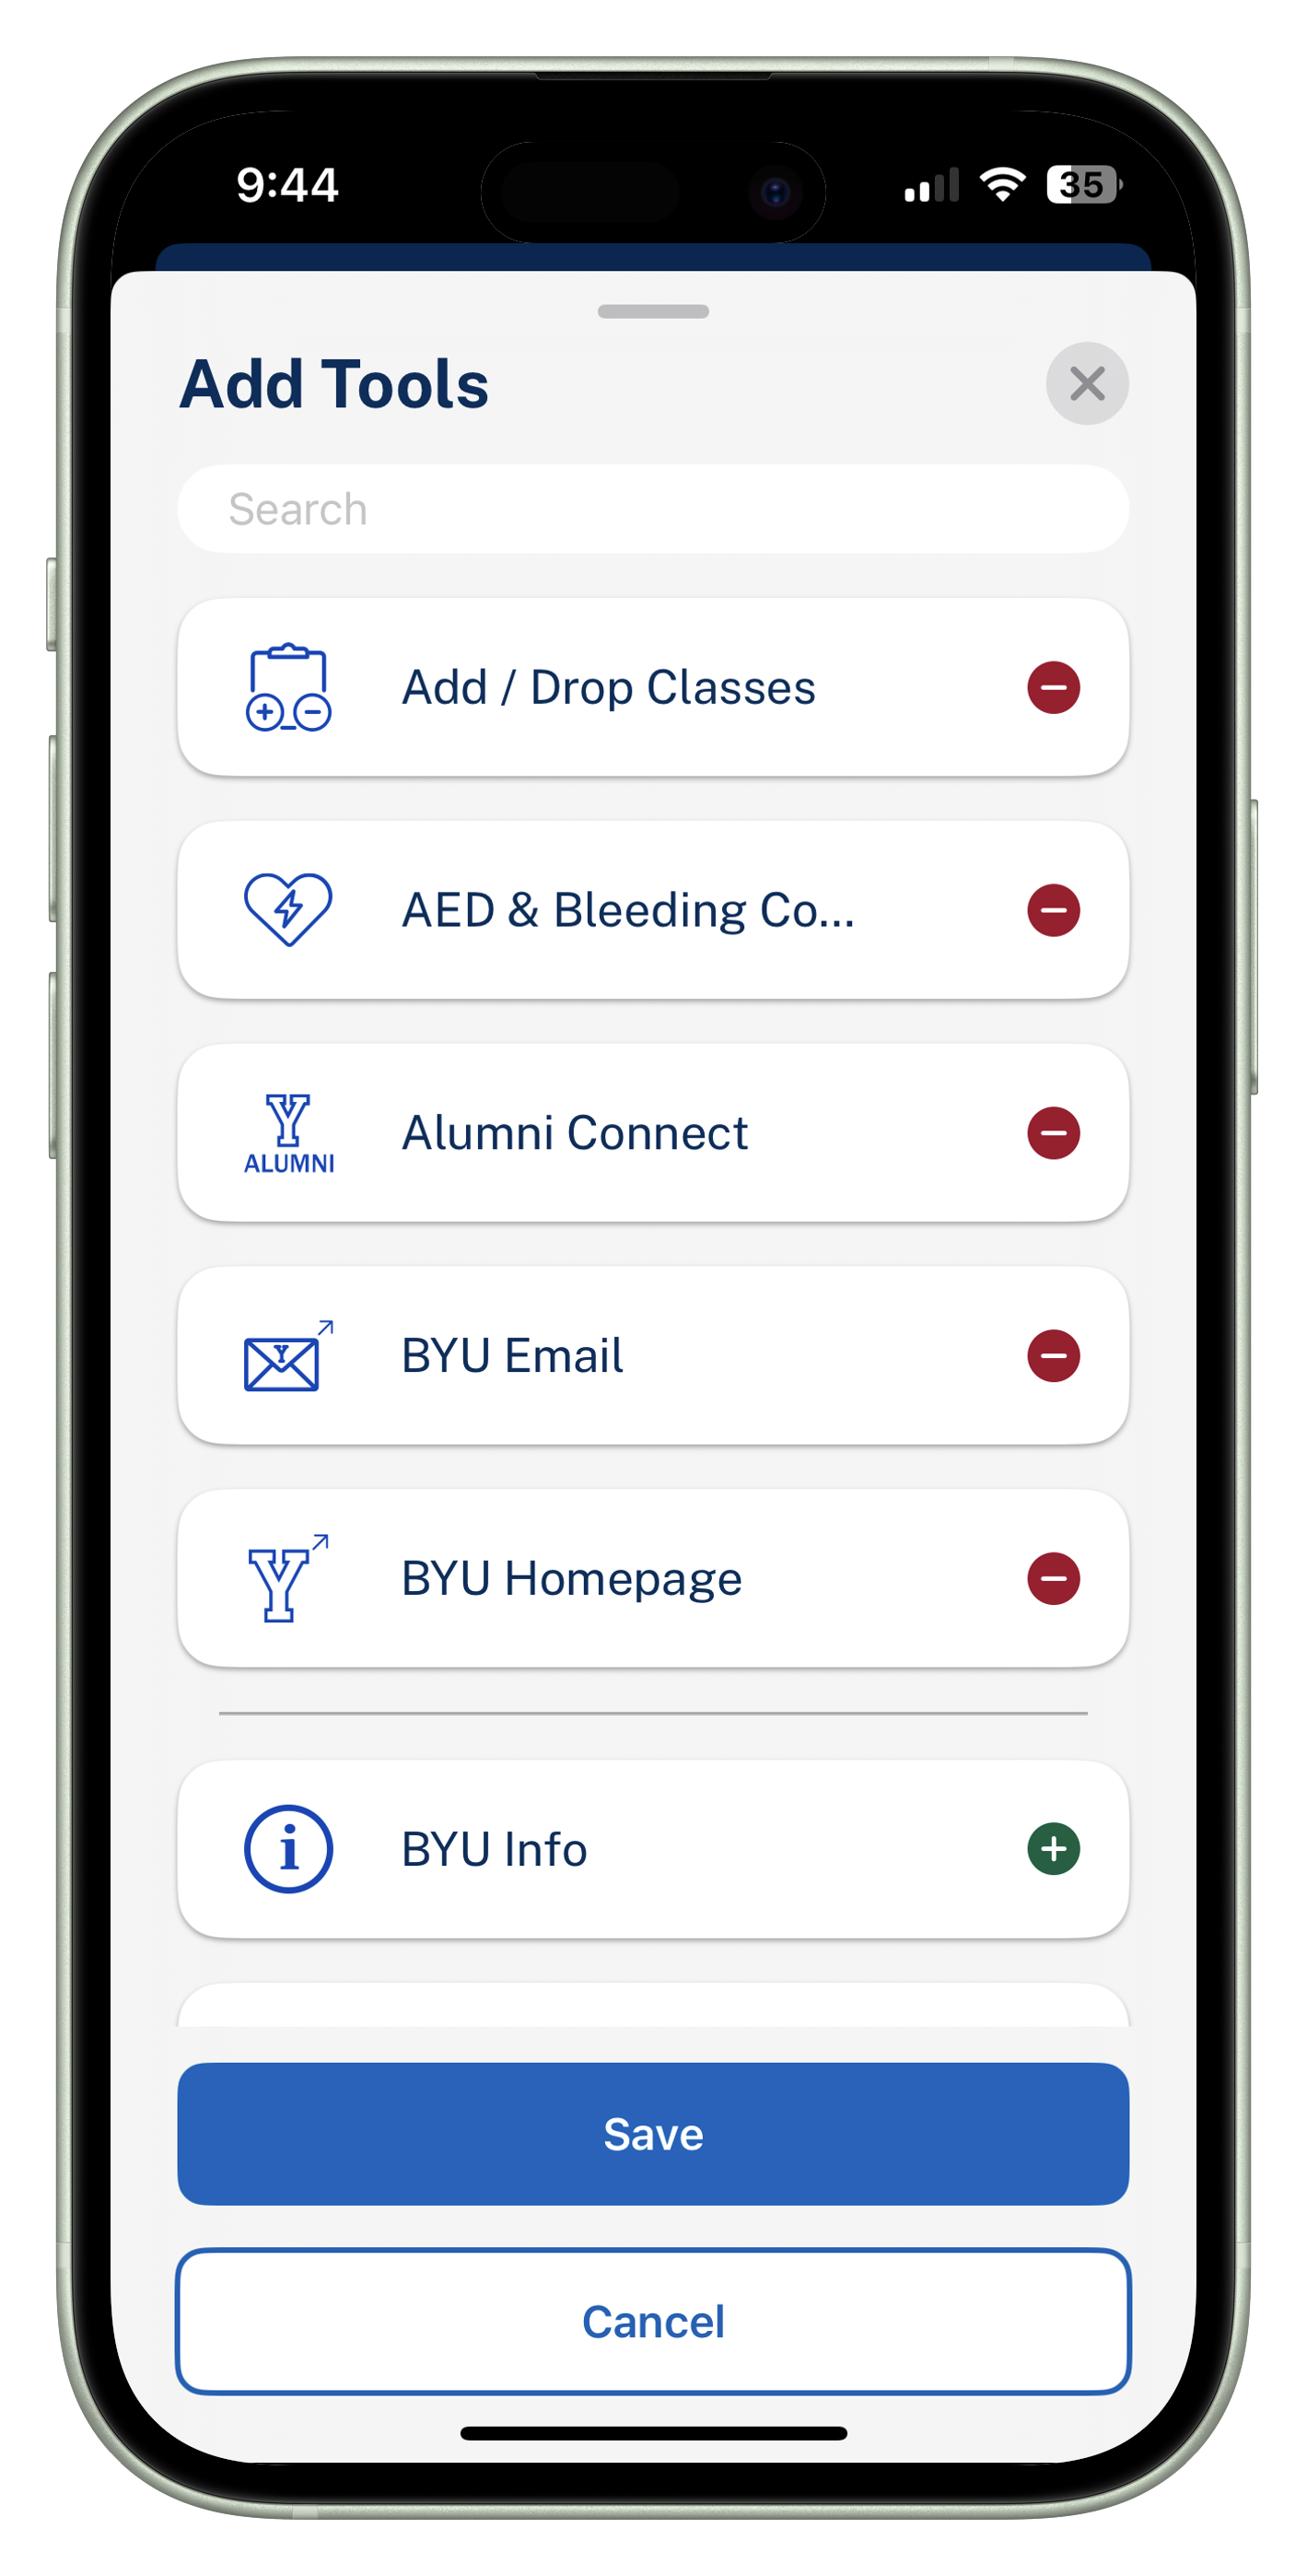 9:44
35
Add Tools
Search
Add / Drop Classes
AED & Bleeding Co...
Y
ALUMNI
Alumni Connect
Y
BYU Email
Y
BYU Homepage
i
BYU Info
Save
Cancel